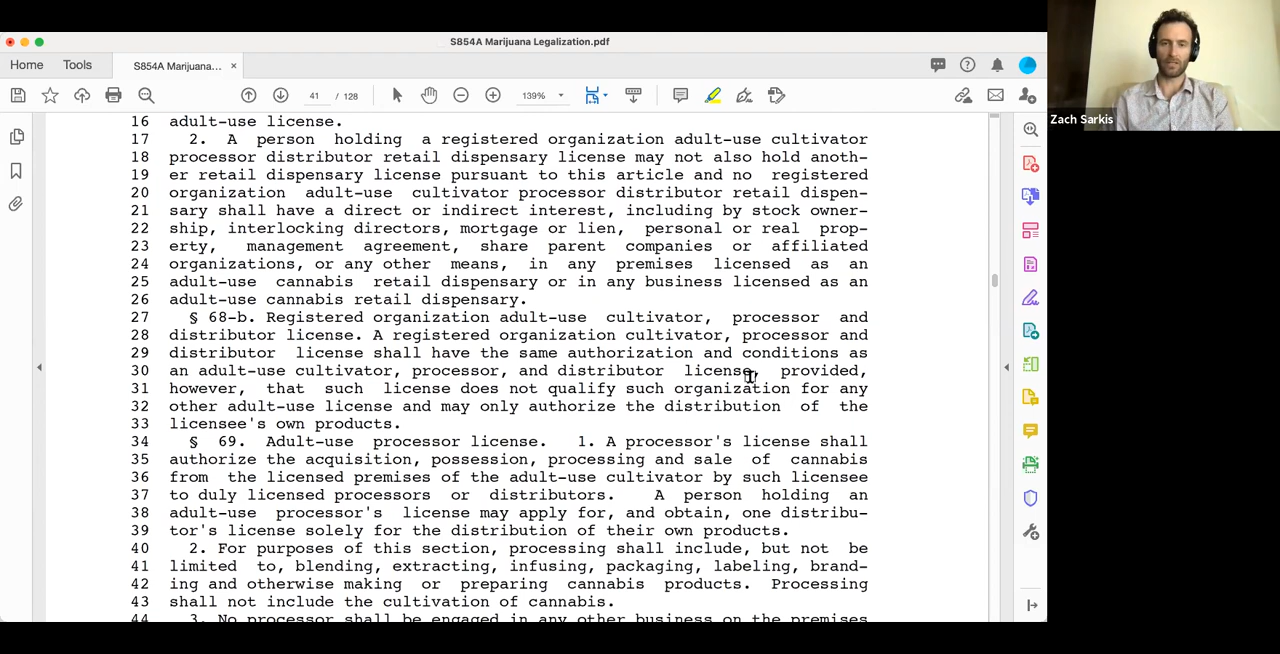 S854A Marijuana Legalization.pdf
Home Tools S854A Marijuana... ×
41 / 128 139%
16 adult-use license.
17 2. A person holding a registered organization adult-use cultivator
18 processor distributor retail dispensary license may not also hold anoth-
19 er retail dispensary license pursuant to this article and no registered
20 organization adult-use cultivator processor distributor retail dispen-
21 sary shall have a direct or indirect interest, including by stock owner-
22 ship, interlocking directors, mortgage or lien, personal or real prop-
23 erty, management agreement, share parent companies or affiliated
24 organizations, or any other means, in any premises licensed as an
25 adult-use cannabis retail dispensary or in any business licensed as an
26 adult-use cannabis retail dispensary.
27 § 68-b. Registered organization adult-use cultivator, processor and
28 distributor license. A registered organization cultivator, processor and
29 distributor license shall have the same authorization and conditions as
30 an adult-use cultivator, processor, and distributor license, provided,
31 however, that such license does not qualify such organization for any
32 other adult-use license and may only authorize the distribution of the
33 licensee's own products.
34 § 69. Adult-use processor license. 1. A processor's license shall
35 authorize the acquisition, possession, processing and sale of cannabis
36 from the licensed premises of the adult-use cultivator by such licensee
37 to duly licensed processors or distributors. A person holding an
38 adult-use processor's license may apply for, and obtain, one distribu-
39 tor's license solely for the distribution of their own products.
40 2. For purposes of this section, processing shall include, but not be
41 limited to, blending, extracting, infusing, packaging, labeling, brand-
42 ing and otherwise making or preparing cannabis products. Processing
43 shall not include the cultivation of cannabis.
44 3. No processor shall be engaged in any other business on the premises
Zach Sarkis